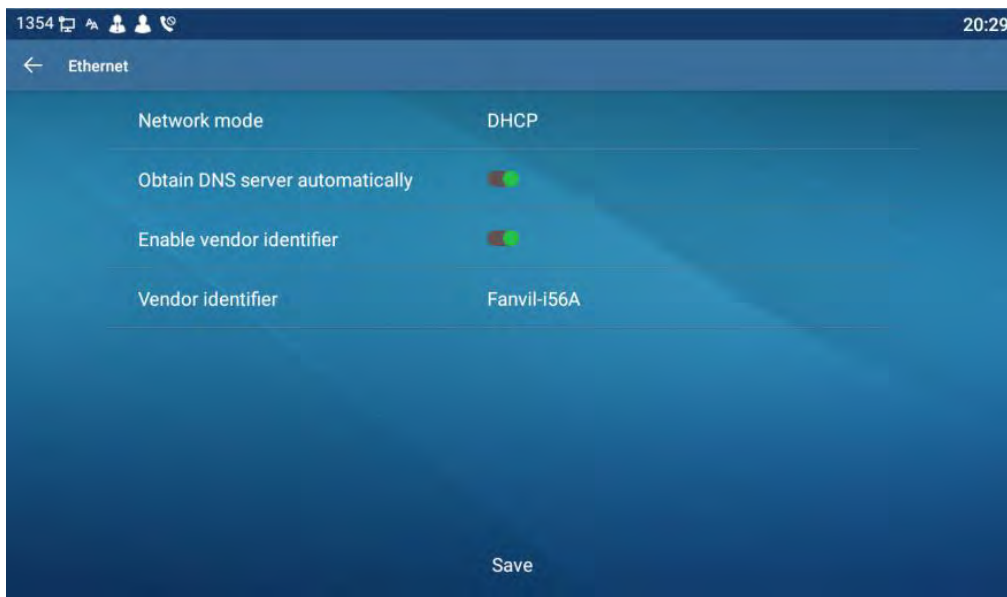 1354 20:29
Ethernet
Network mode DHCP
Obtain DNS server automatically
Enable vendor identifier
Vendor identifier Fanvil-i56A
Save